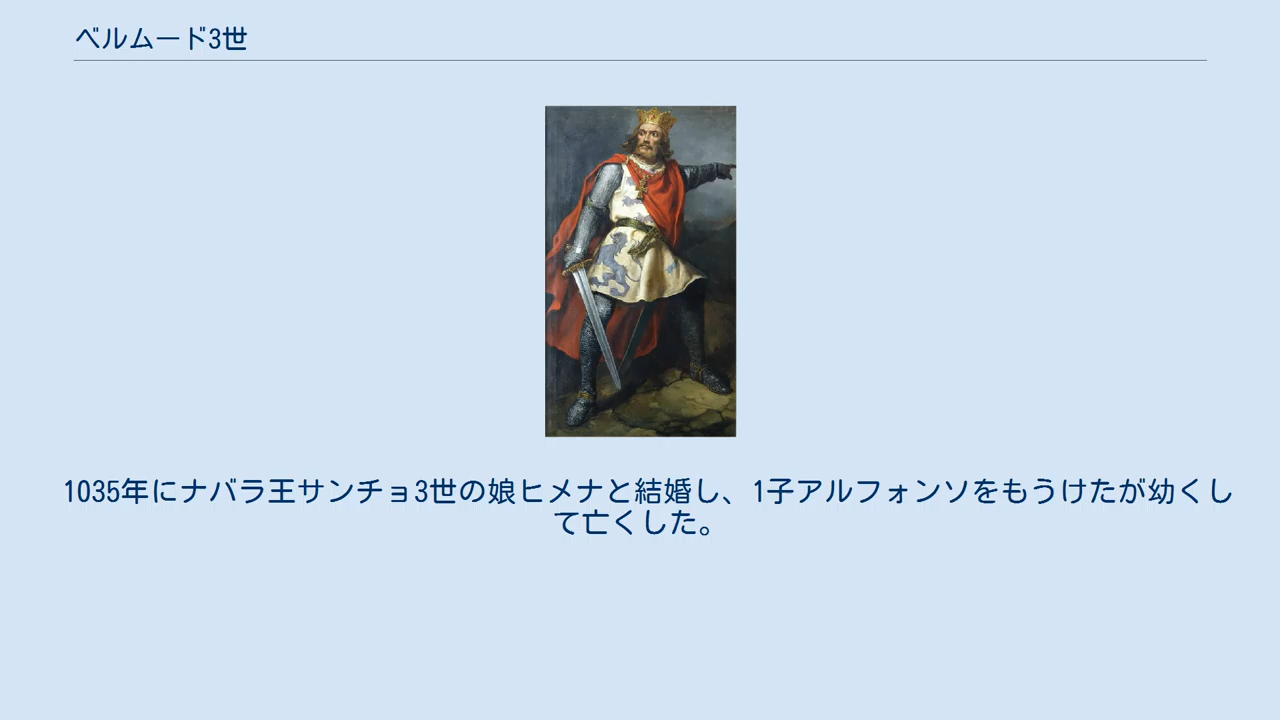 ベルムード3世
1035年にナバラ王サンチョ3世の娘ヒメナと結婚し、1子アルフォンソをもうけたが幼くし
て亡くした。